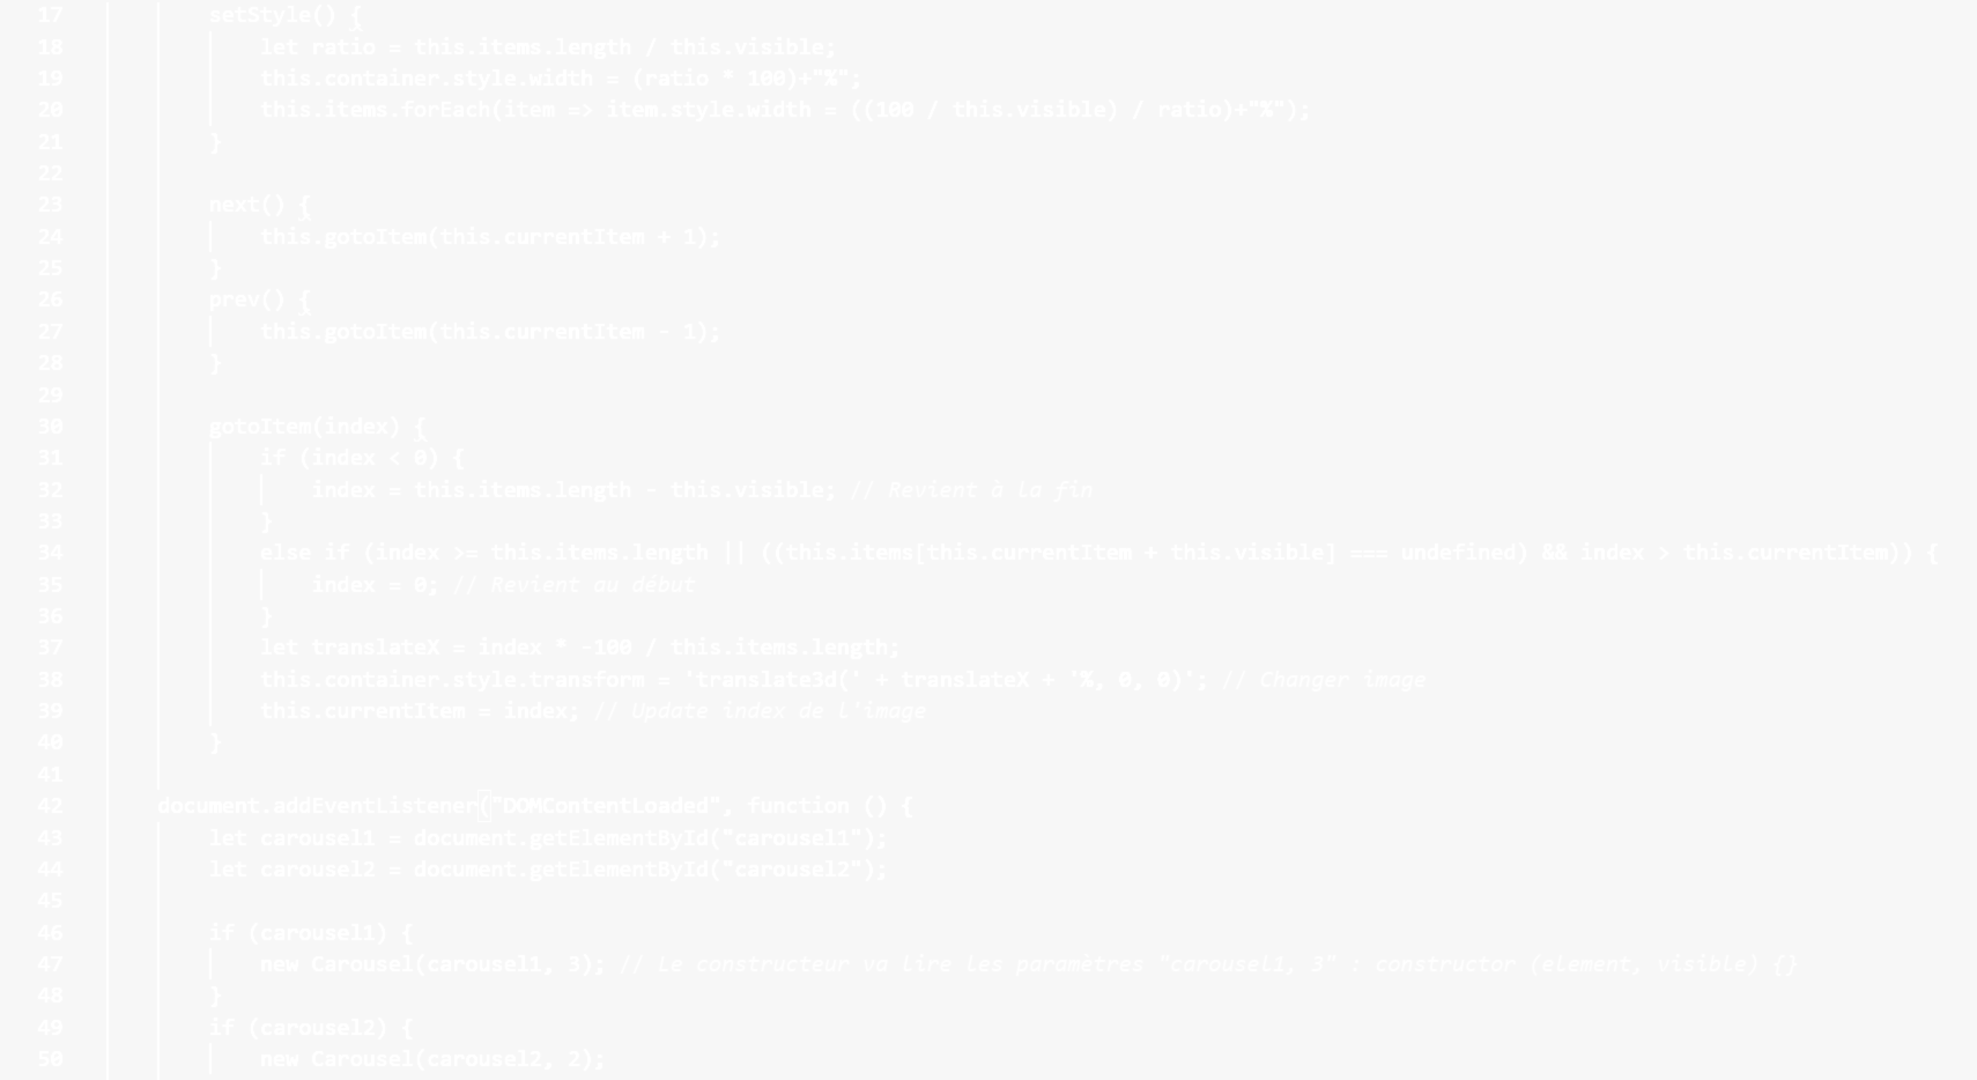 17 setStyle() {
18 let ratio = this.items.length / this.visible;
19 this.container.style.width = (ratio * 100)+"%";
20 this.items.forEach(item => item.style.width = ((100 / this.visible) / ratio)+"%");
21 }
22
23 next() {
24 this.gotoItem(this.currentItem + 1);
25 }
26 prev() {
27 this.gotoItem(this.currentItem - 1);
28 }
29
30 gotoItem(index) {
31 if (index < 0) {
32 index = this.items.length - this.visible; // Revient à la fin
33 }
34 else if (index >= this.items.length || ((this.items[this.currentItem + this.visible] === undefined) && index > this.currentItem)) {
35 index = 0; // Revient au début
36 }
37 let translateX = index * -100 / this.items.length;
38 this.container.style.transform = 'translate3d(' + translateX + '%, 0, 0)'; // Changer image
39 this.currentItem = index; // Update index de l'image
40 }
41
42 document.addEventListener("DOMContentLoaded", function () {
43 let carousel1 = document.getElementById("carousel1");
44 let carousel2 = document.getElementById("carousel2");
45
46 if (carousel1) {
47 new Carousel(carousel1, 3); // Le constructeur va lire les paramètres "carousel1, 3" : constructor (element, visible) {}
48 }
49 if (carousel2) {
50 new Carousel(carousel2, 2);